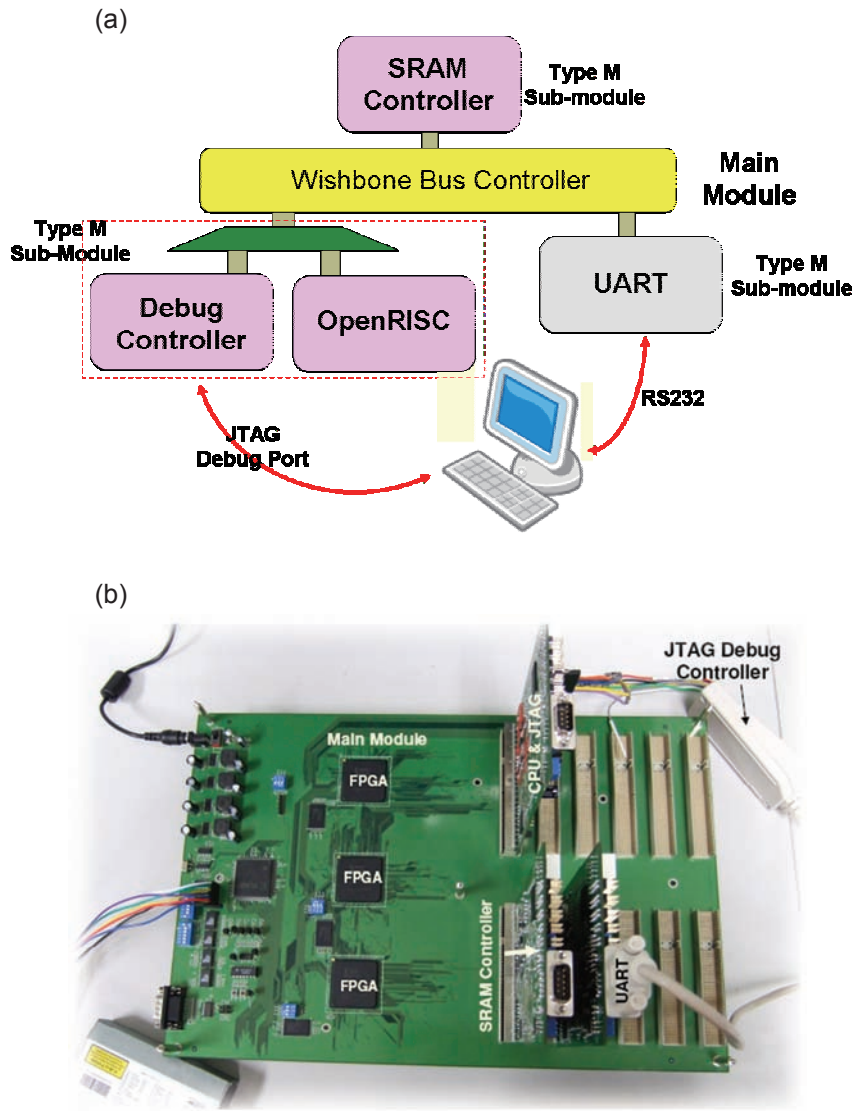 (a)
SRAM
Controller
Type M
Sub-module
Wishbone Bus Controller
Main
Module
Type M
Sub-Module
Debug
Controller
OpenRISC
UART
Type M
Sub-module
JTAG
Debug Port
RS232
(b)
JTAG Debug
Controller
Main Module
CPU & JTAG
FPGA
FPGA
FPGA
SRAM Controller
UART